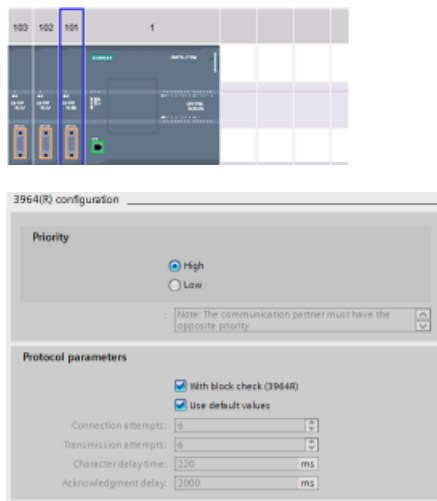 103 102 101 1
SIEMENS
3964(R) configuration
Priority
High
Low
: Note: The communication partner must have the
opposite priority
Protocol parameters
With block check (3964R)
Use default values
Connection attempts: 6
Transmission attempts: 6
Character delay time: 220 ms
Acknowledgment delay: 2000 ms